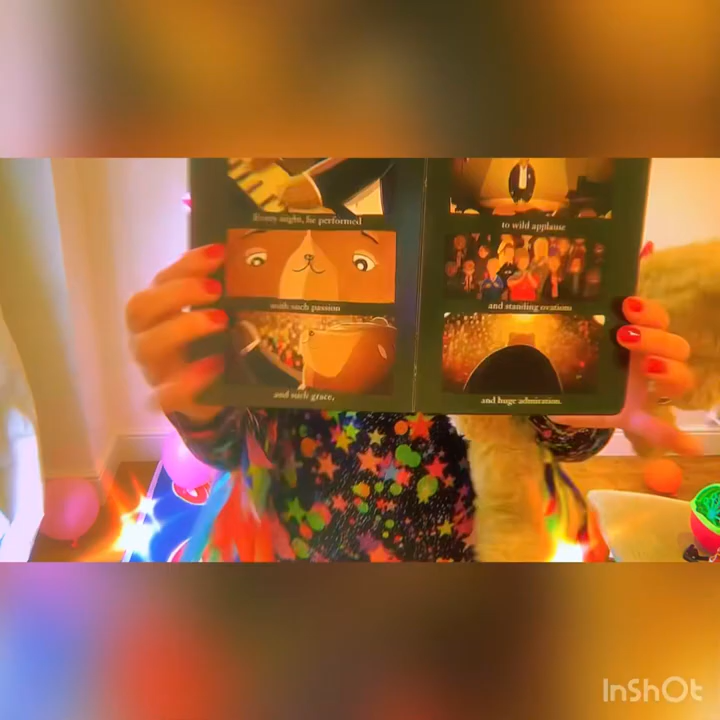 Every night, he performed
with such passion
and such grace,
to wild applause
and standing ovations
and huge admiration.
InShOt